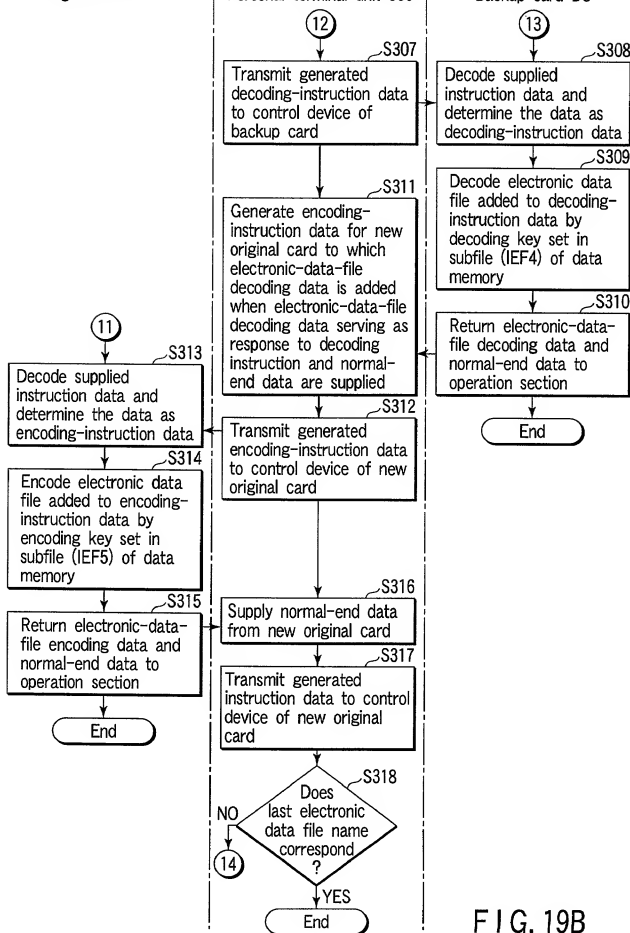 12
13
S307
Transmit generated
decoding-instruction data
to control device of
backup card
S308
Decode supplied
instruction data and
determine the data as
decoding-instruction data
S309
Decode electronic data
file added to decoding-
instruction data by
decoding key set in
subfile (IEF4) of data
memory
S311
Generate encoding-
instruction data for new
original card to which
electronic-data-file
decoding data is added
when electronic-data-file
decoding data serving as
response to decoding
instruction and normal-
end data are supplied
S310
Return electronic-data-
file decoding data and
normal-end data to
operation section
End
11
S313
Decode supplied
instruction data and
determine the data as
encoding-instruction data
S312
Transmit generated
encoding-instruction data
to control device of new
original card
S314
Encode electronic data
file added to encoding-
instruction data by
encoding key set in
subfile (IEF5) of data
memory
S315
Return electronic-data-
file encoding data and
normal-end data to
operation section
End
S316
Supply normal-end data
from new original card
S317
Transmit generated
instruction data to control
device of new original
card
S318
Does
last electronic
data file name
correspond
?
NO
14
YES
End
FIG. 19B